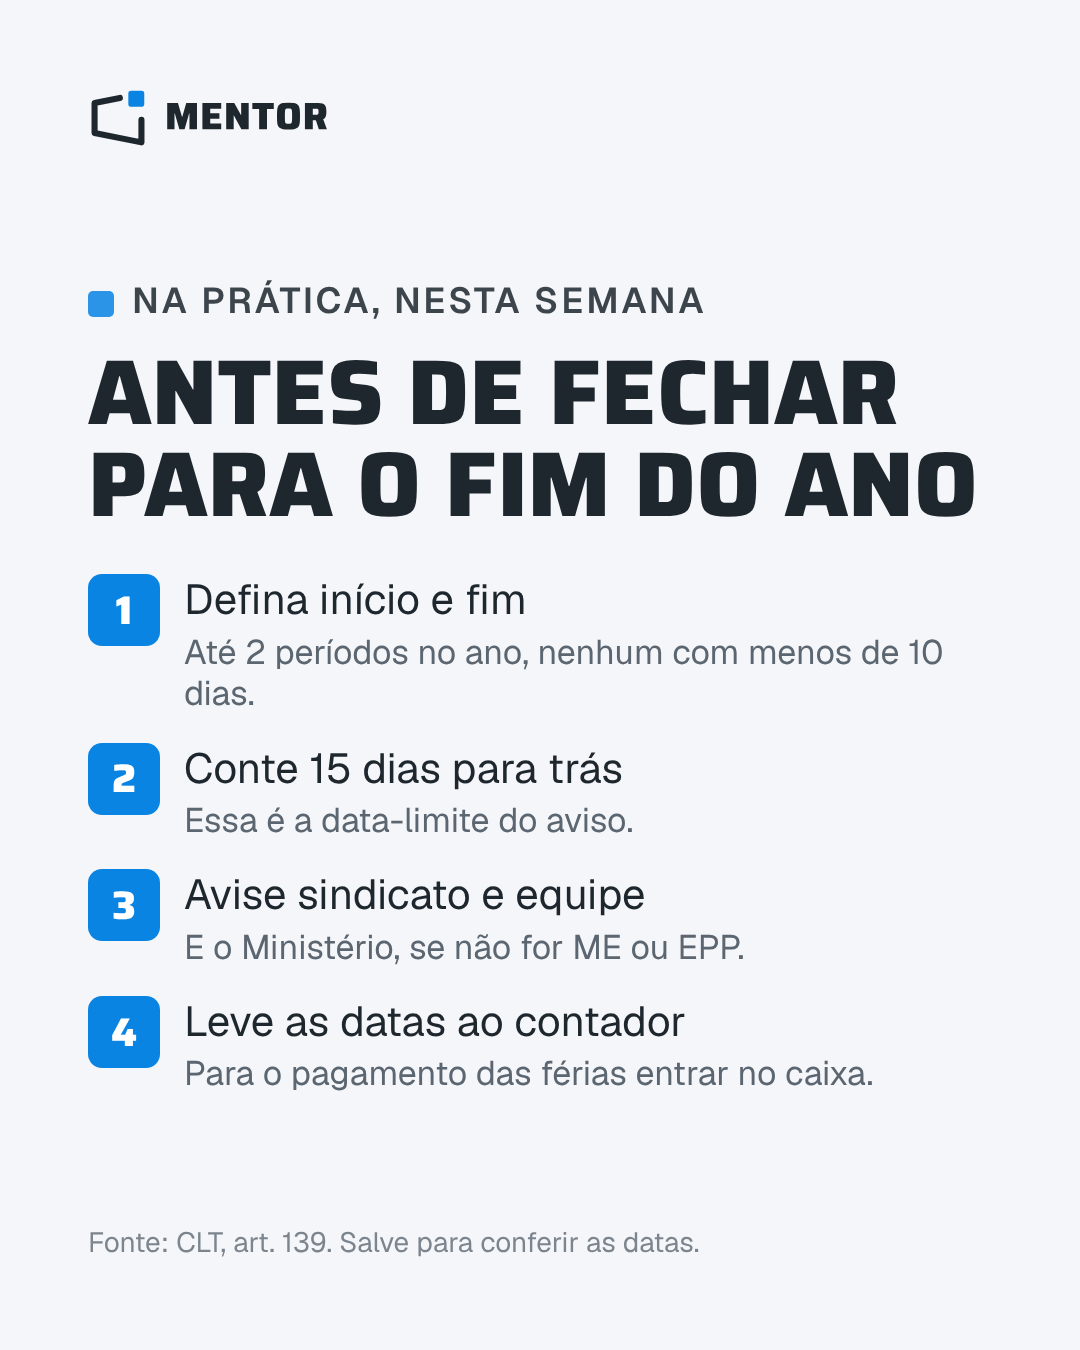 MENTOR
NA PRÁTICA, NESTA SEMANA
ANTES DE FECHAR
PARA O FIM DO ANO
1
Defina início e fim
Até 2 períodos no ano, nenhum com menos de 10
dias.
2
Conte 15 dias para trás
Essa é a data-limite do aviso.
3
Avise sindicato e equipe
E o Ministério, se não for ME ou EPP.
4
Leve as datas ao contador
Para o pagamento das férias entrar no caixa.
Fonte: CLT, art. 139. Salve para conferir as datas.